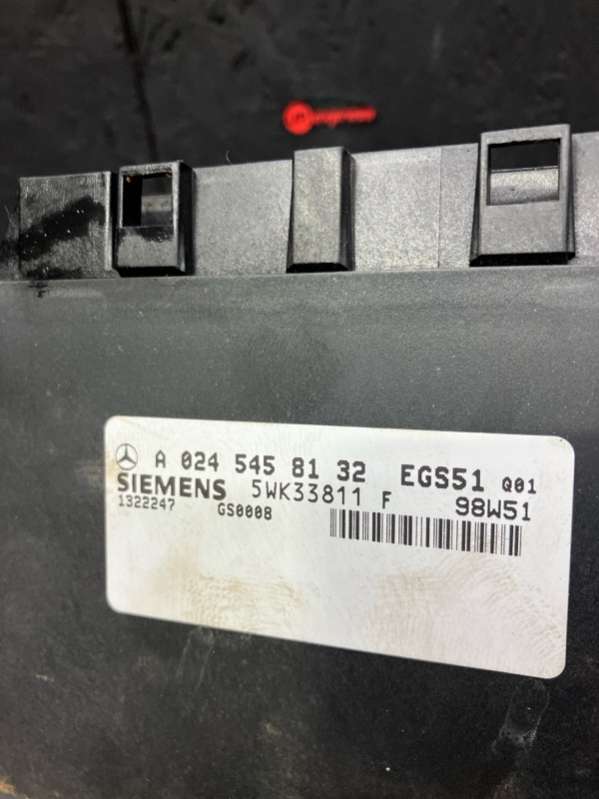 A 024 545 81 32 EGS51 Q01
SIEMENS 5WK33811 F 98W51
1322247 GS0008